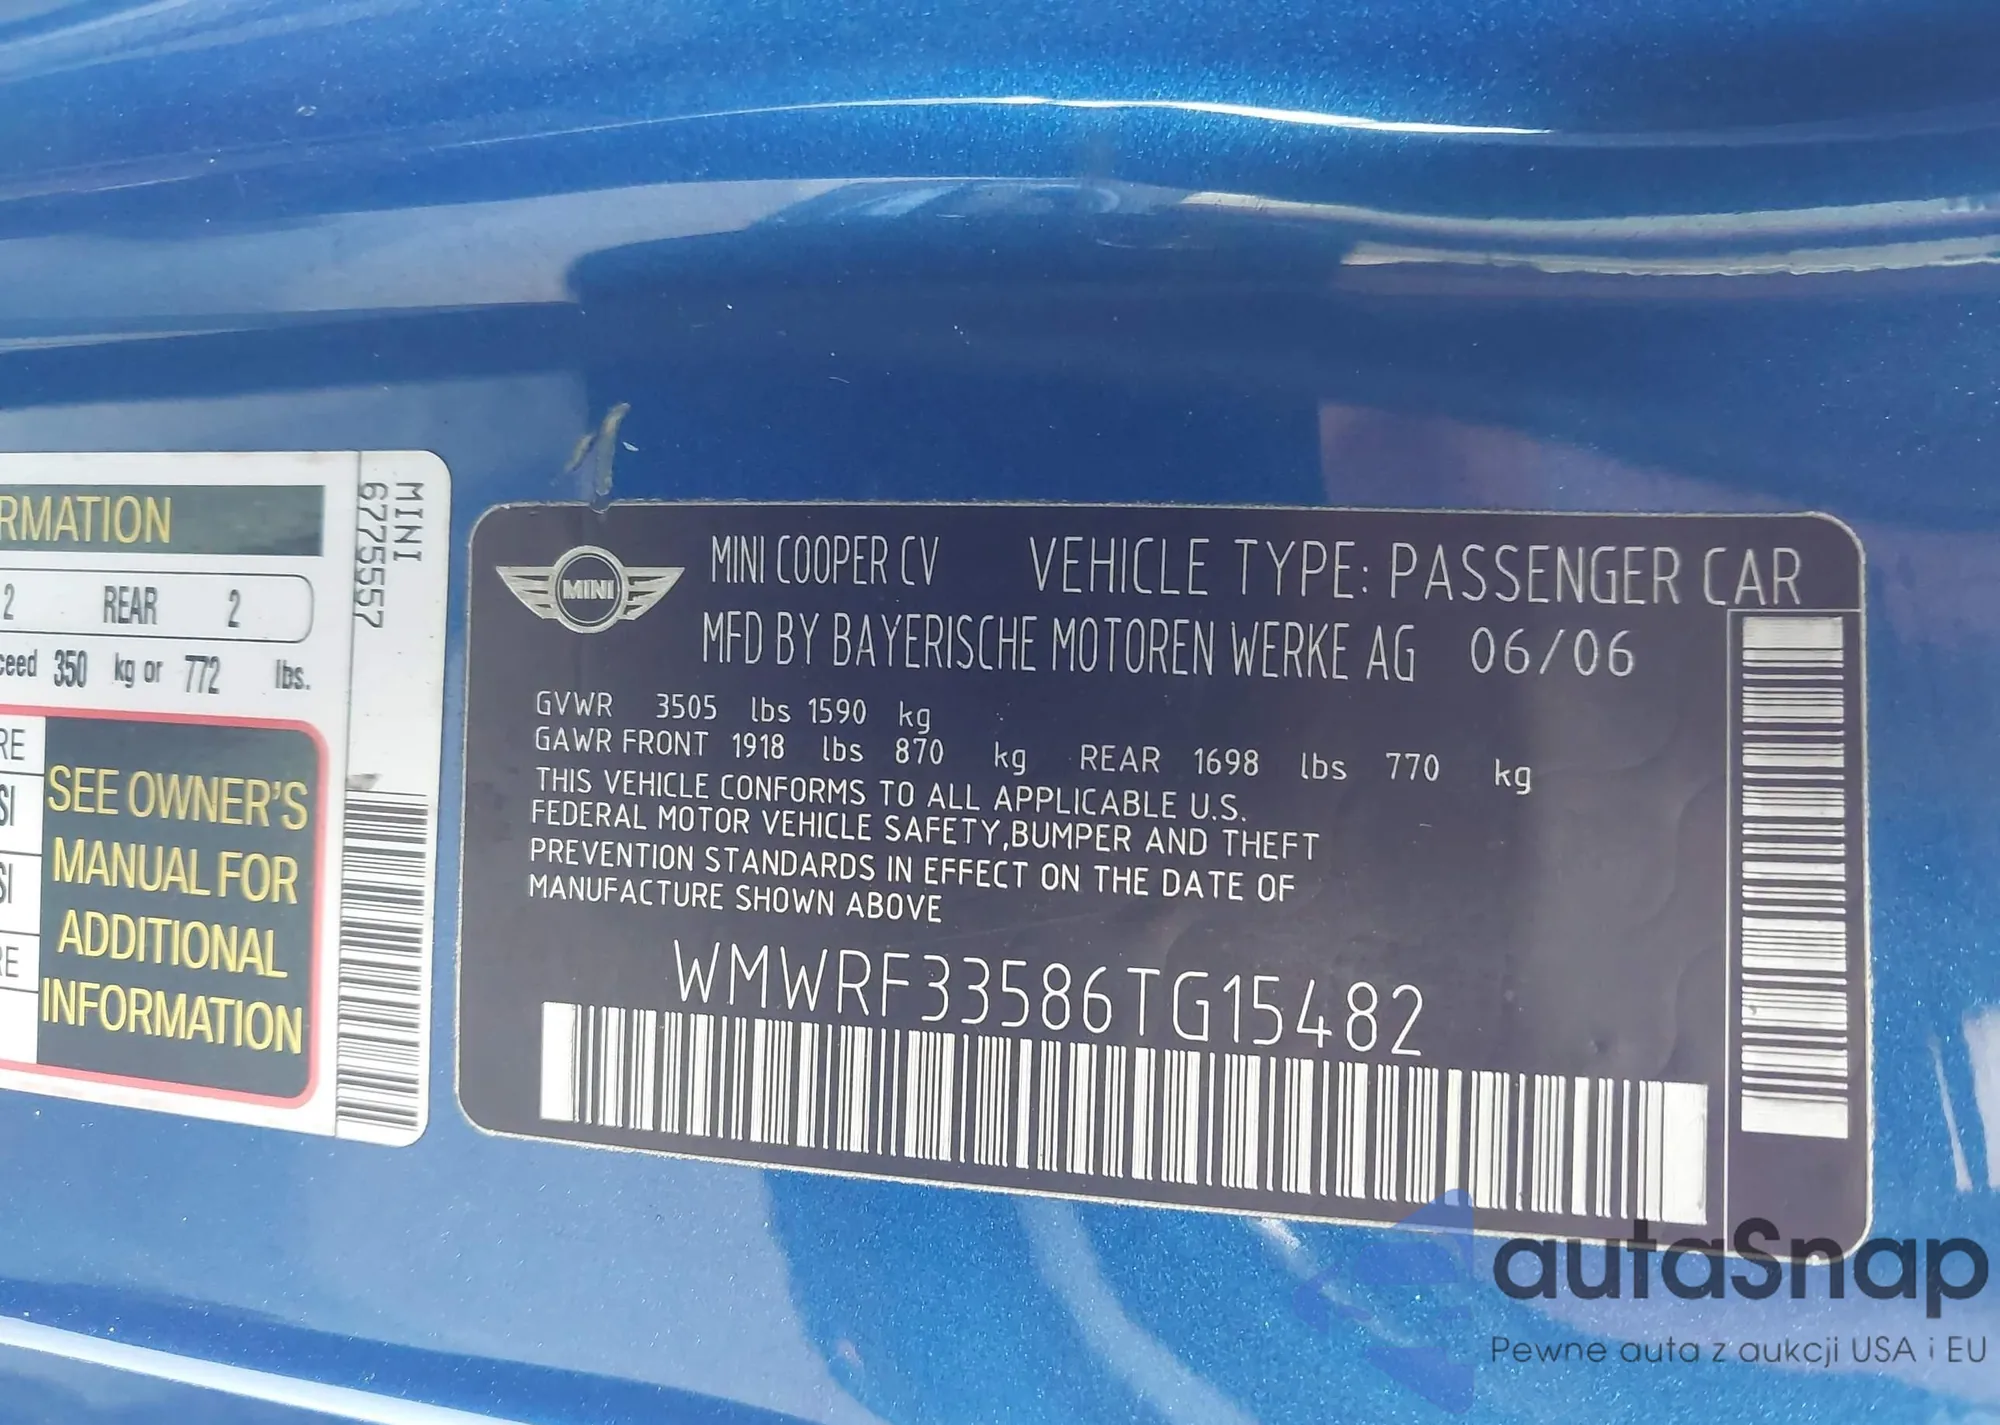 RMATION
2 REAR 2
ceed 350 kg or 772 lbs.
RE
SI
SI
RE
SEE OWNER'S
MANUAL FOR
ADDITIONAL
INFORMATION
MINI
6775557
MINI
MINI COOPER CV VEHICLE TYPE: PASSENGER CAR
MFD BY BAYERISCHE MOTOREN WERKE AG 06/06
GVWR 3505 lbs 1590 kg
GAWR FRONT 1918 lbs 870 kg REAR 1698 lbs 770 kg
THIS VEHICLE CONFORMS TO ALL APPLICABLE U.S.
FEDERAL MOTOR VEHICLE SAFETY,BUMPER AND THEFT
PREVENTION STANDARDS IN EFFECT ON THE DATE OF
MANUFACTURE SHOWN ABOVE
WMWRF33586TG15482
autaSnap
Pewne auta z aukcji USA i EU